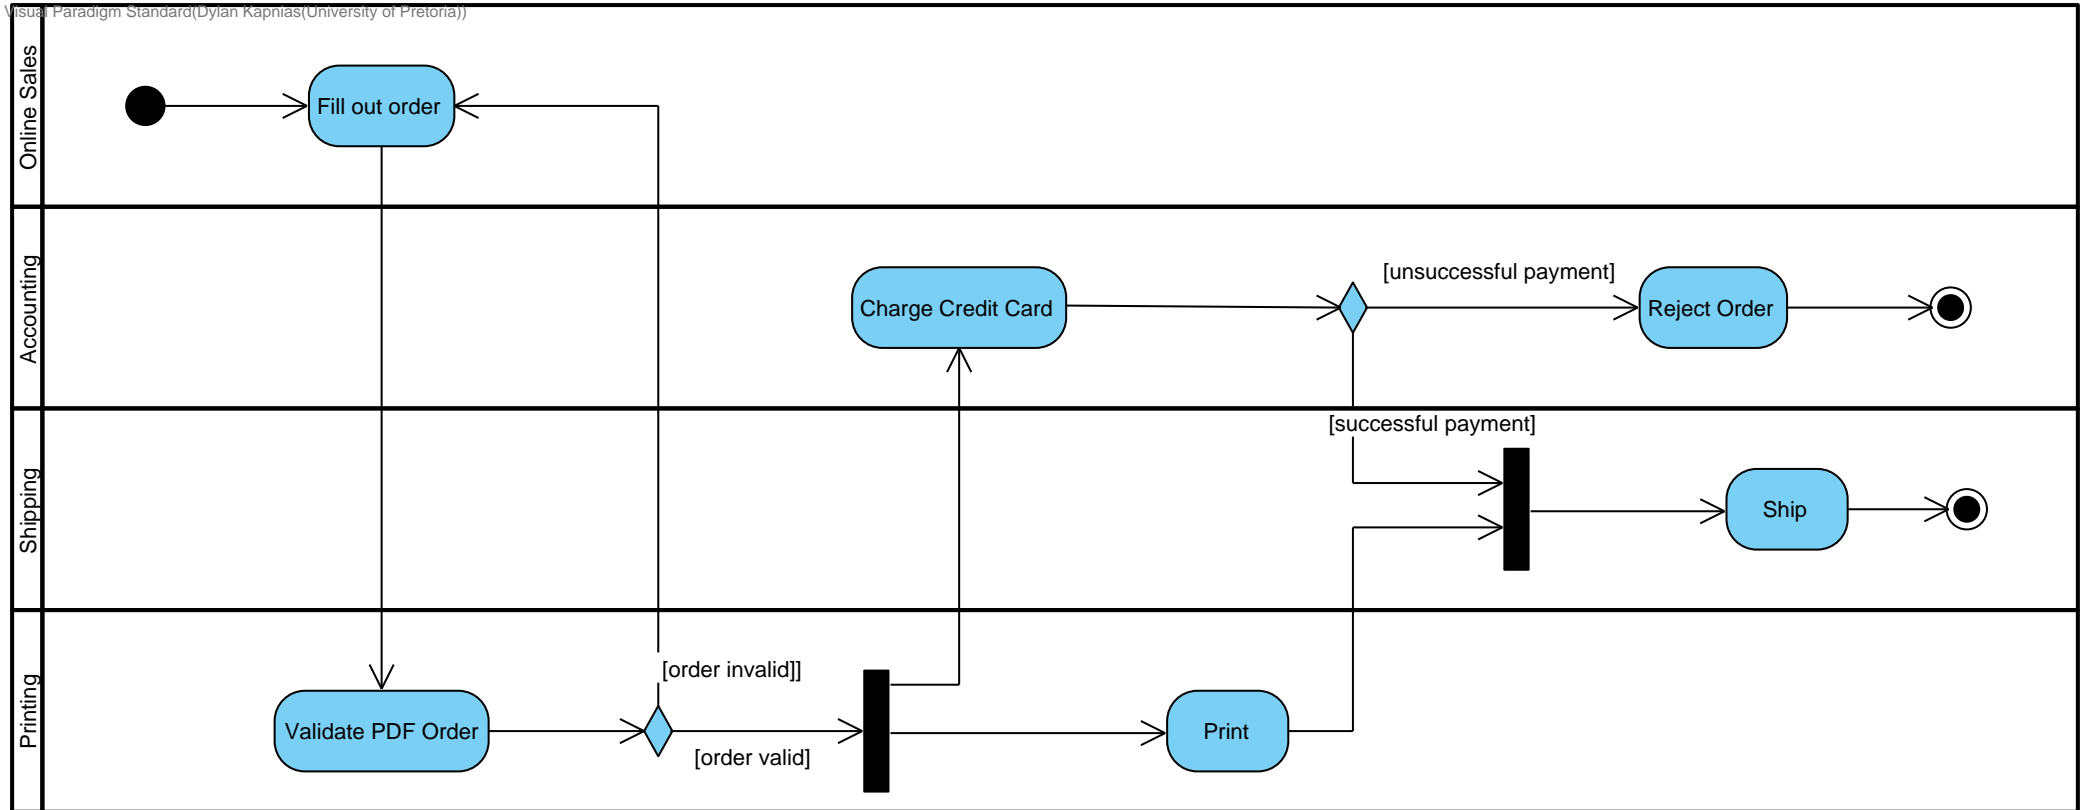 Visual Paradigm Standard(Dylan Kapnias(University of Pretoria))
Online Sales
Fill out order
Accounting
Charge Credit Card
[unsuccessful payment]
Reject Order
Shipping
[successful payment]
Ship
Printing
Validate PDF Order
[order invalid]]
[order valid]
Print